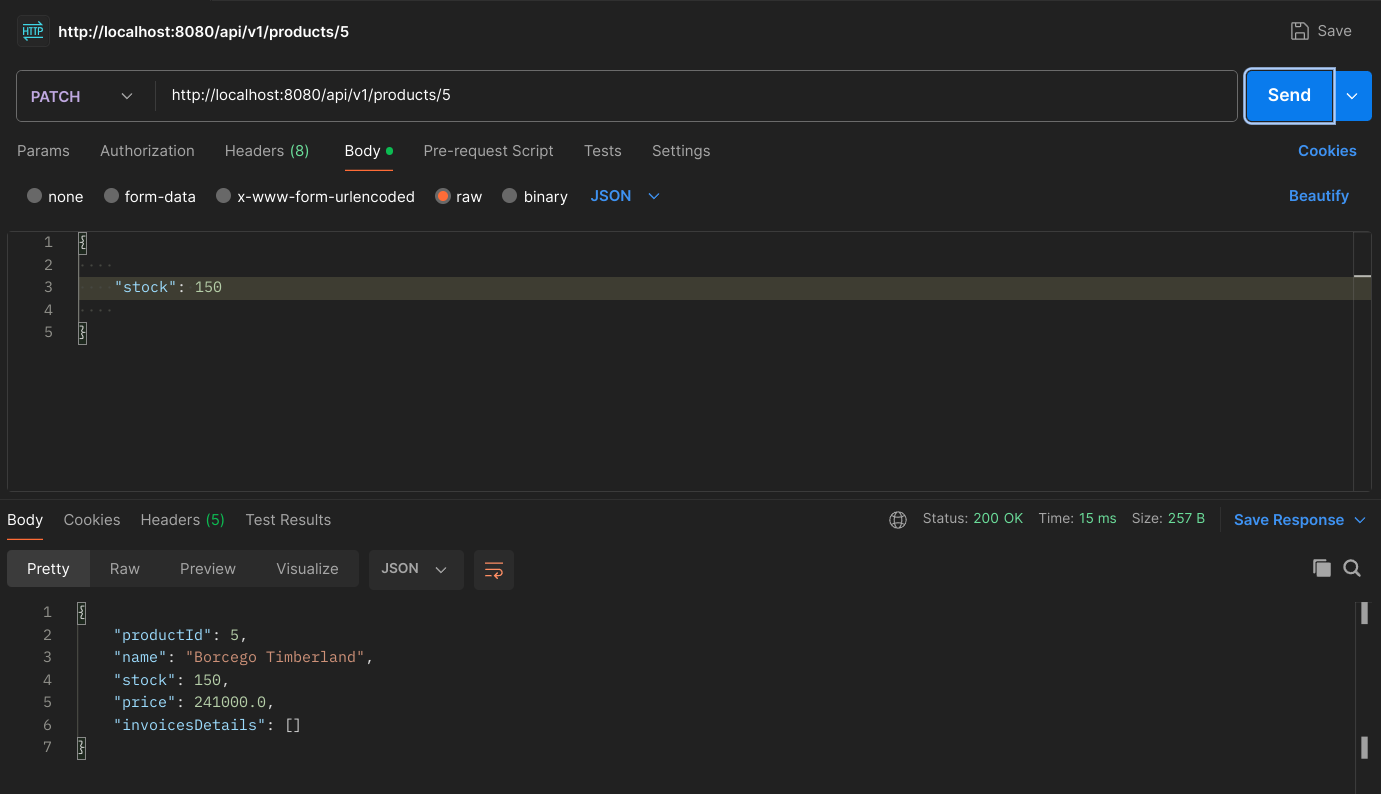 HTTP http://localhost:8080/api/v1/products/5 Save
PATCH http://localhost:8080/api/v1/products/5 Send
Params Authorization Headers (8) Body Pre-request Script Tests Settings Cookies
none form-data x-www-form-urlencoded raw binary JSON Beautify
1 {
2 ····
3 ····"stock": 150
4 ····
5 }
Body Cookies Headers (5) Test Results Status: 200 OK Time: 15 ms Size: 257 B Save Response
Pretty Raw Preview Visualize JSON
1 {
2 "productId": 5,
3 "name": "Borcego Timberland",
4 "stock": 150,
5 "price": 241000.0,
6 "invoicesDetails": []
7 }